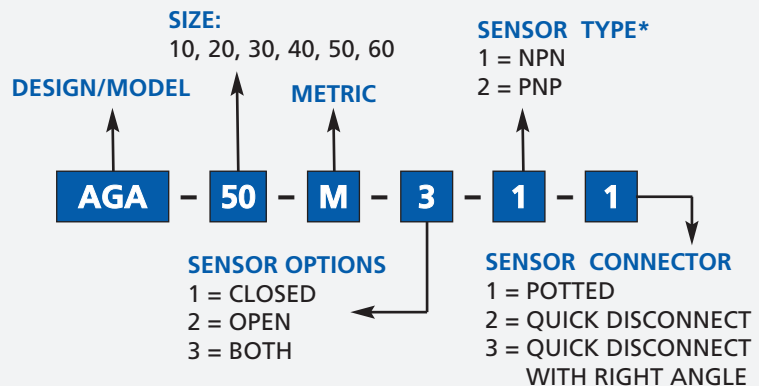 SIZE:
10, 20, 30, 40, 50, 60
SENSOR TYPE*
1 = NPN
2 = PNP
DESIGN/MODEL
METRIC
AGA - 50 - M - 3 - 1 - 1
SENSOR OPTIONS
1 = CLOSED
2 = OPEN
3 = BOTH
SENSOR CONNECTOR
1 = POTTED
2 = QUICK DISCONNECT
3 = QUICK DISCONNECT
WITH RIGHT ANGLE